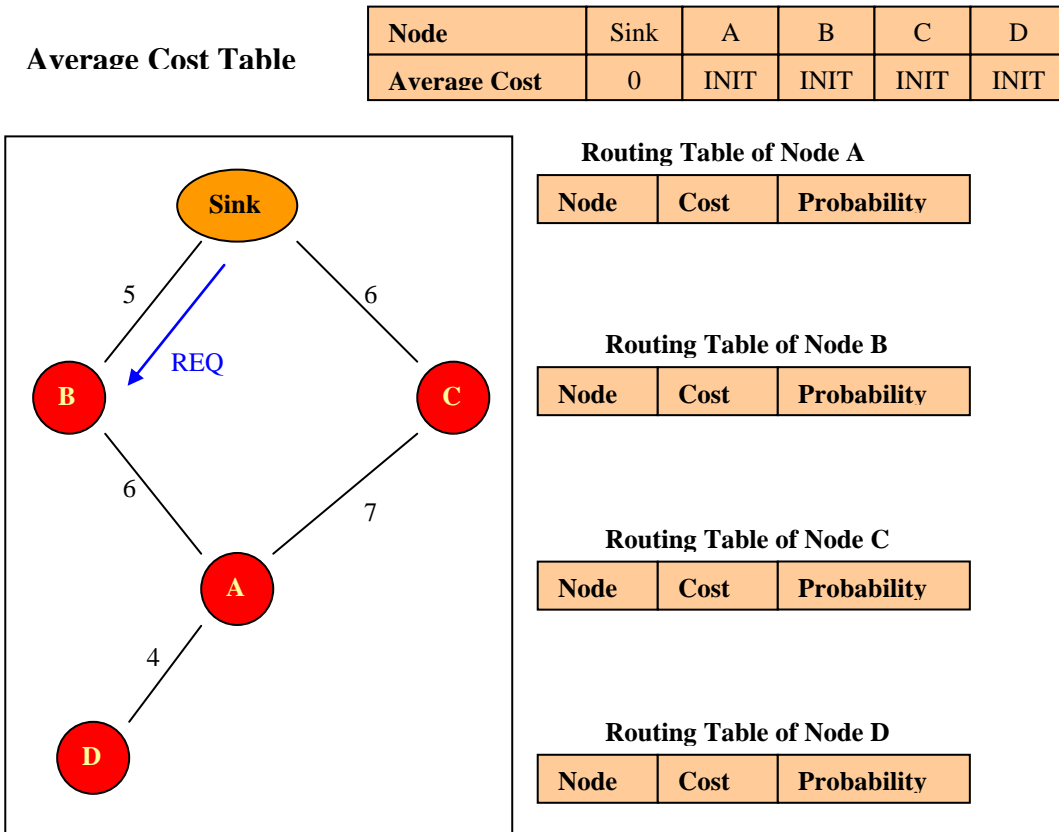 Average Cost Table
Node Sink A B C D
Average Cost 0 INIT INIT INIT INIT
Sink
5
6
REQ
B
C
6
7
A
4
D
Routing Table of Node A
Node Cost Probability
Routing Table of Node B
Node Cost Probability
Routing Table of Node C
Node Cost Probability
Routing Table of Node D
Node Cost Probability